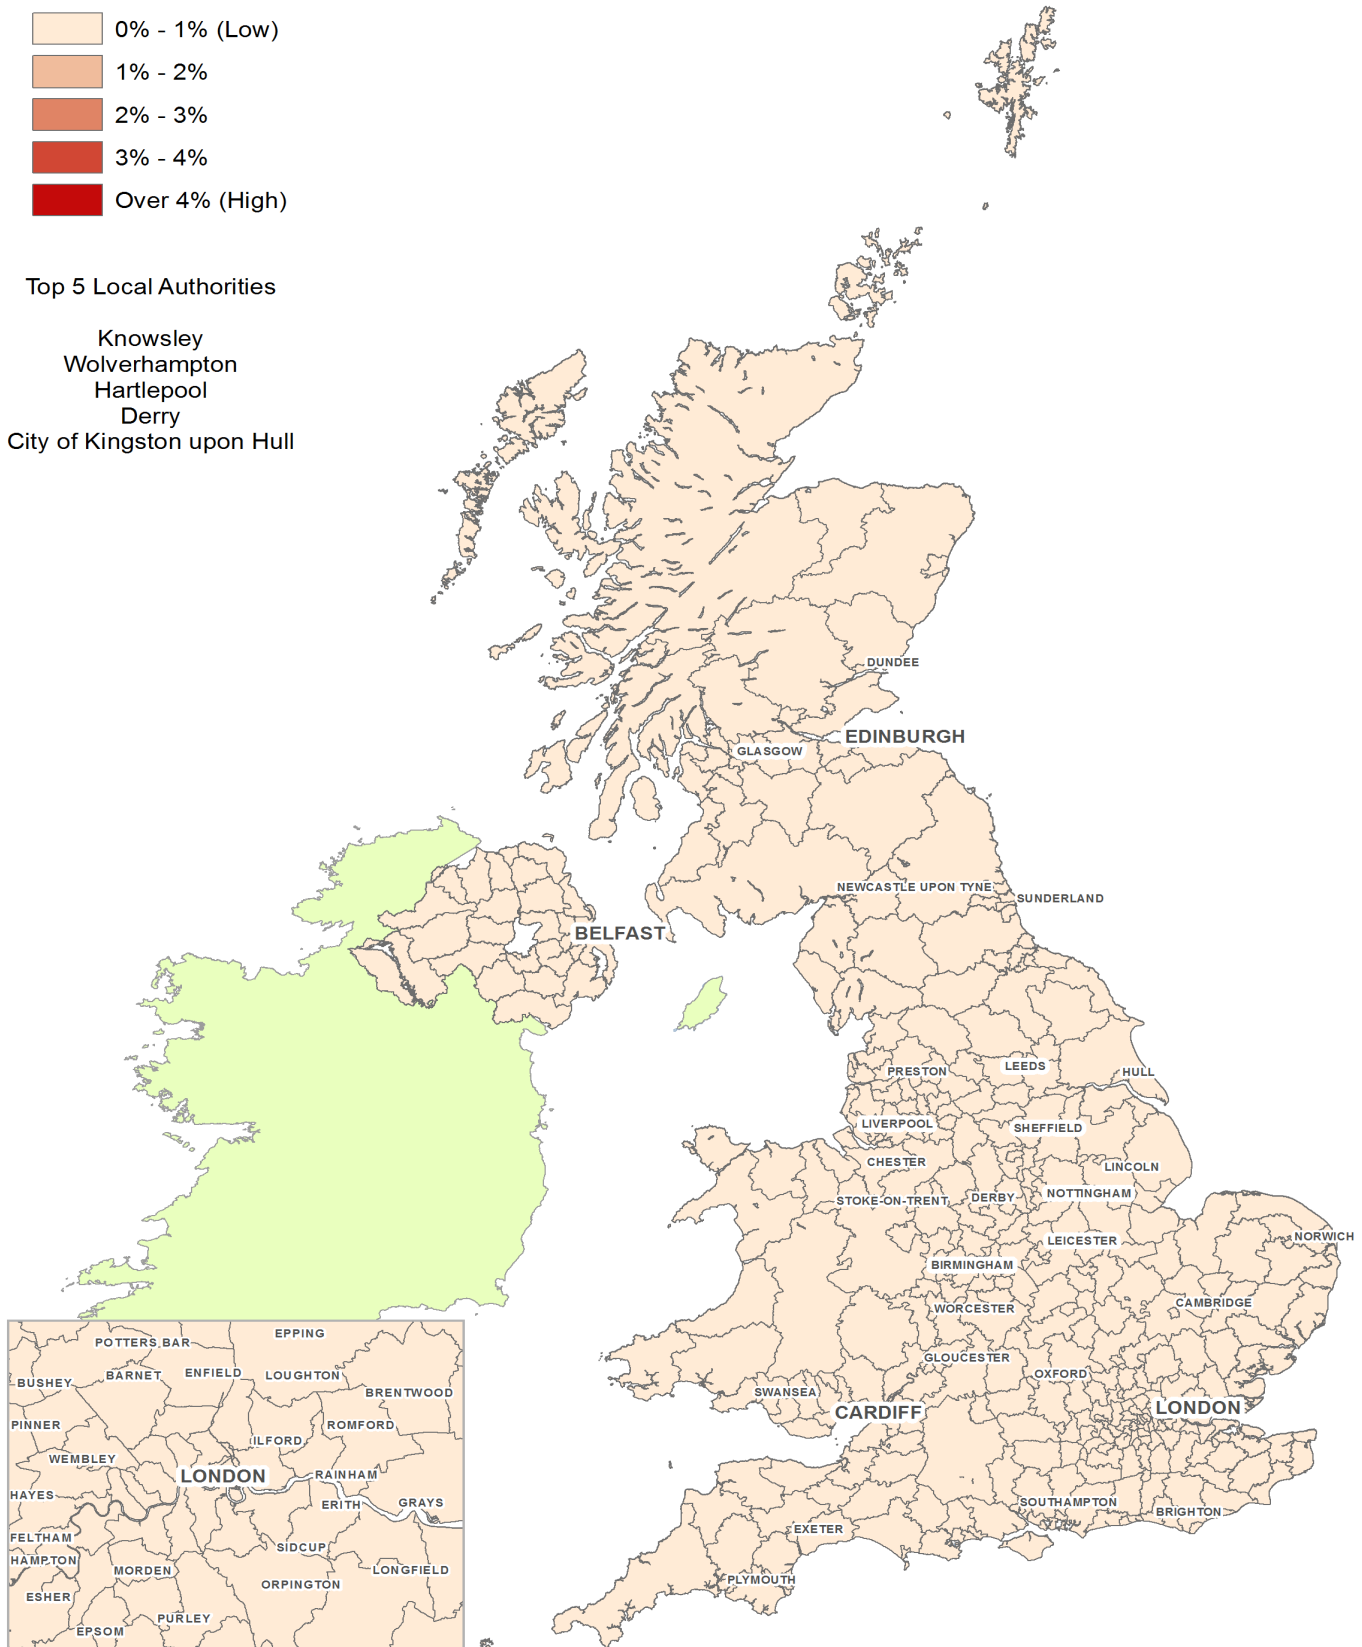 0% - 1% (Low)
1% - 2%
2% - 3%
3% - 4%
Over 4% (High)
Top 5 Local Authorities
Knowsley
Wolverhampton
Hartlepool
Derry
City of Kingston upon Hull
DUNDEE
EDINBURGH
GLASGOW
NEWCASTLE UPON TYNE
SUNDERLAND
BELFAST
PRESTON
LEEDS
HULL
LIVERPOOL
SHEFFIELD
CHESTER
LINCOLN
STOKE-ON-TRENT
DERBY
NOTTINGHAM
LEICESTER
NORWICH
BIRMINGHAM
WORCESTER
CAMBRIDGE
GLOUCESTER
OXFORD
SWANSEA
CARDIFF
LONDON
SOUTHAMPTON
BRIGHTON
EXETER
PLYMOUTH
POTTERS BAR
EPPING
BUSHEY
BARNET
ENFIELD
LOUGHTON
BRENTWOOD
PINNER
ROMFORD
WEMBLEY
ILFORD
LONDON
RAINHAM
HAYES
ERITH
GRAYS
FELTHAM
SIDCUP
HAMPTON
MORDEN
LONGFIELD
ESHER
ORPINGTON
PURLEY
EPSOM